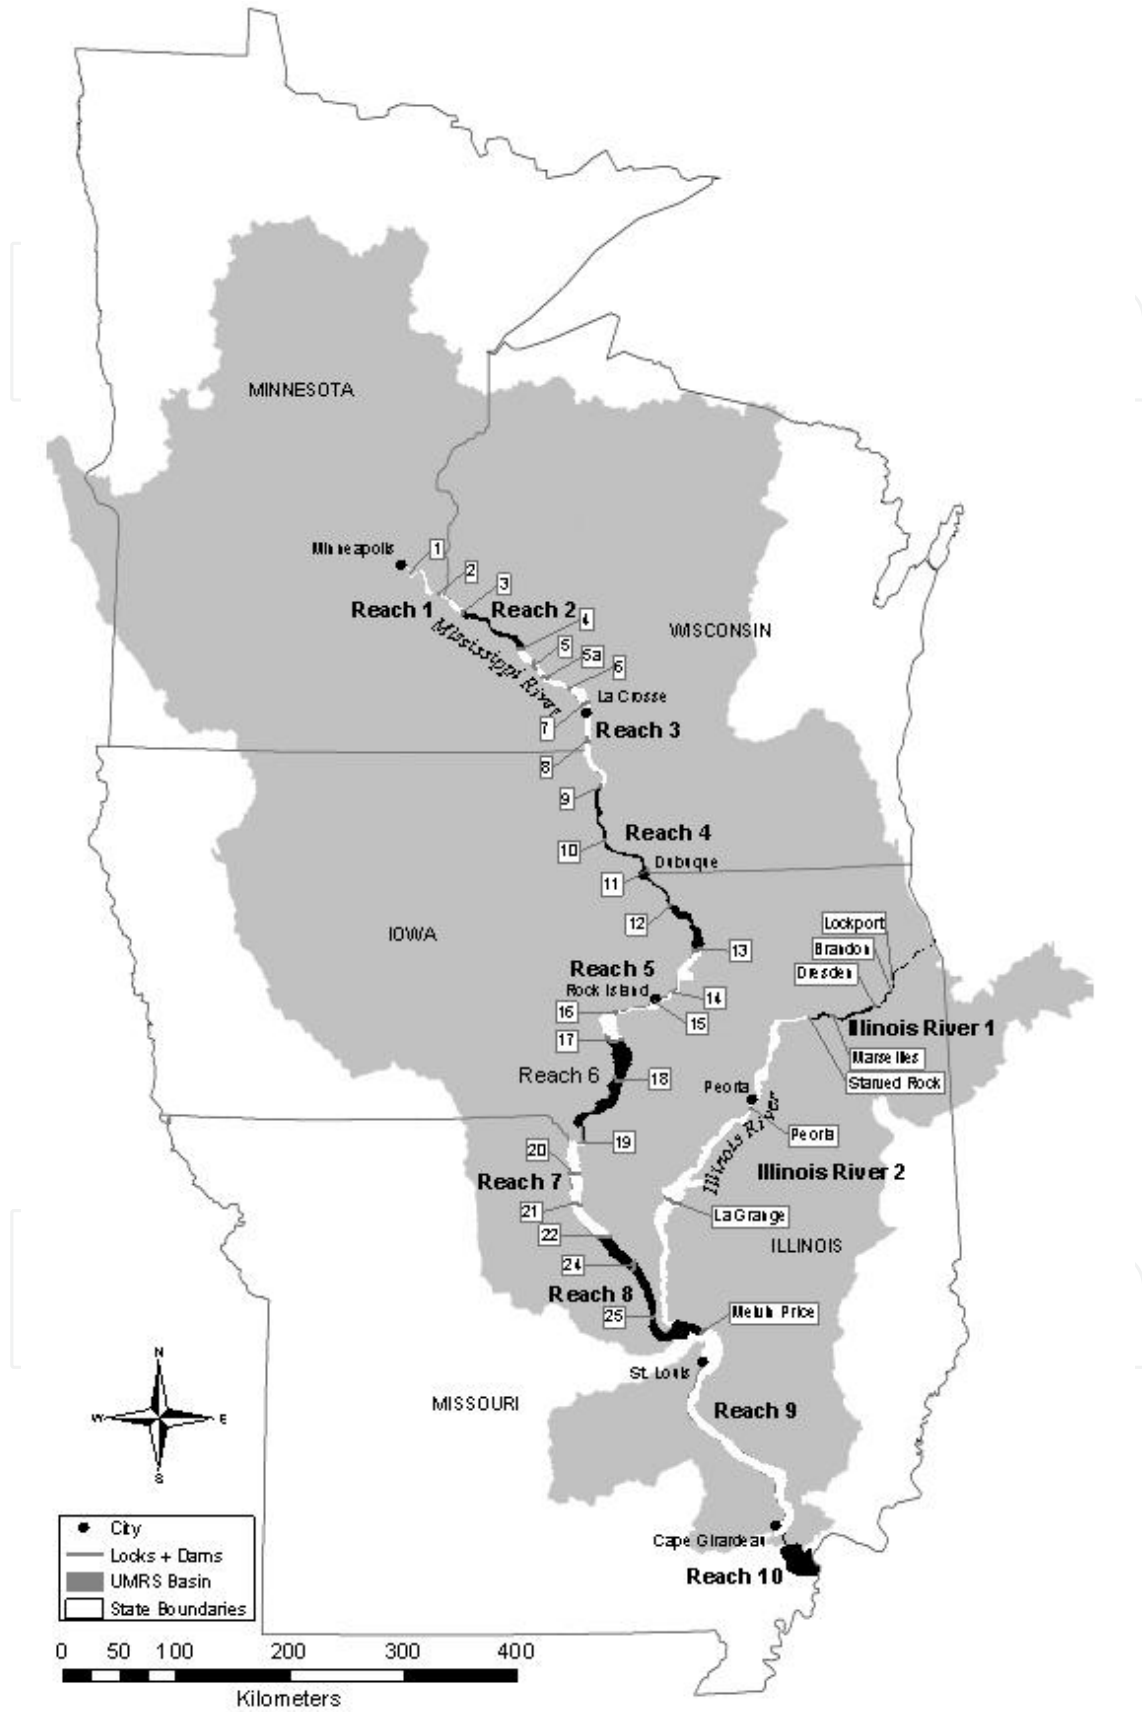 MINNESOTA
Minneapolis
1
2
3
Reach 1
Reach 2
4
Mississippi River
WISCONSIN
5
5a
6
La Crosse
7
Reach 3
8
9
Reach 4
10
Dubuque
11
12
IOWA
13
Lockport
Brandon
Dresden
Reach 5
Rock Island
14
15
16
17
Illinois River 1
Marseilles
Starved Rock
Reach 6
18
Peoria
19
Peoria
20
Illinois River
Reach 7
Illinois River 2
21
La Grange
22
ILLINOIS
24
Reach 8
25
Melvin Price
St. Louis
MISSOURI
Reach 9
N
W
E
S
Cape Girardeau
Reach 10
City
Locks + Dams
UMRS Basin
State Boundaries
0 50 100 200 300 400
Kilometers